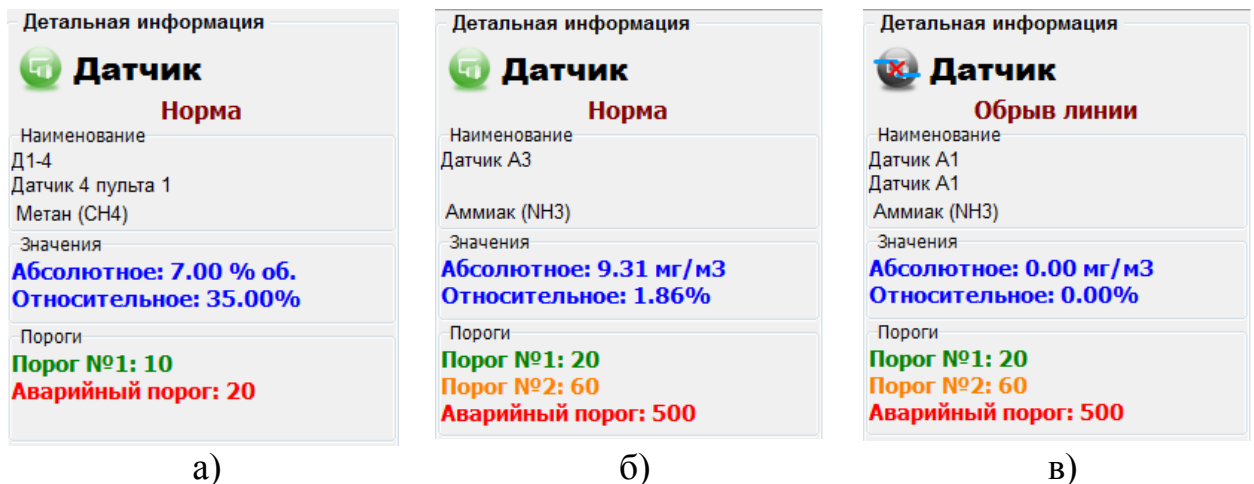 Детальная информация
Датчик
Норма
Наименование
Д1-4
Датчик 4 пульта 1
Метан (CH4)
Значения
Абсолютное: 7.00 % об.
Относительное: 35.00%
Пороги
Порог №1: 10
Аварийный порог: 20
а)
Детальная информация
Датчик
Норма
Наименование
Датчик А3
Аммиак (NH3)
Значения
Абсолютное: 9.31 мг/м3
Относительное: 1.86%
Пороги
Порог №1: 20
Порог №2: 60
Аварийный порог: 500
б)
Детальная информация
Датчик
Обрыв линии
Наименование
Датчик А1
Датчик А1
Аммиак (NH3)
Значения
Абсолютное: 0.00 мг/м3
Относительное: 0.00%
Пороги
Порог №1: 20
Порог №2: 60
Аварийный порог: 500
в)